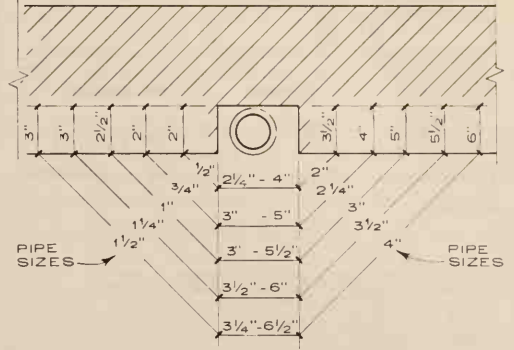 3"
3"
2½"
2"
2"
3½"
4"
5"
5½"
6"
½"
2¼" - 4"
2"
¾"
2¼"
1"
3" - 5"
3"
1¼"
3½"
1½"
3" - 5½"
4"
PIPE
SIZES
PIPE
SIZES
3½" - 6"
3¼"-6½"